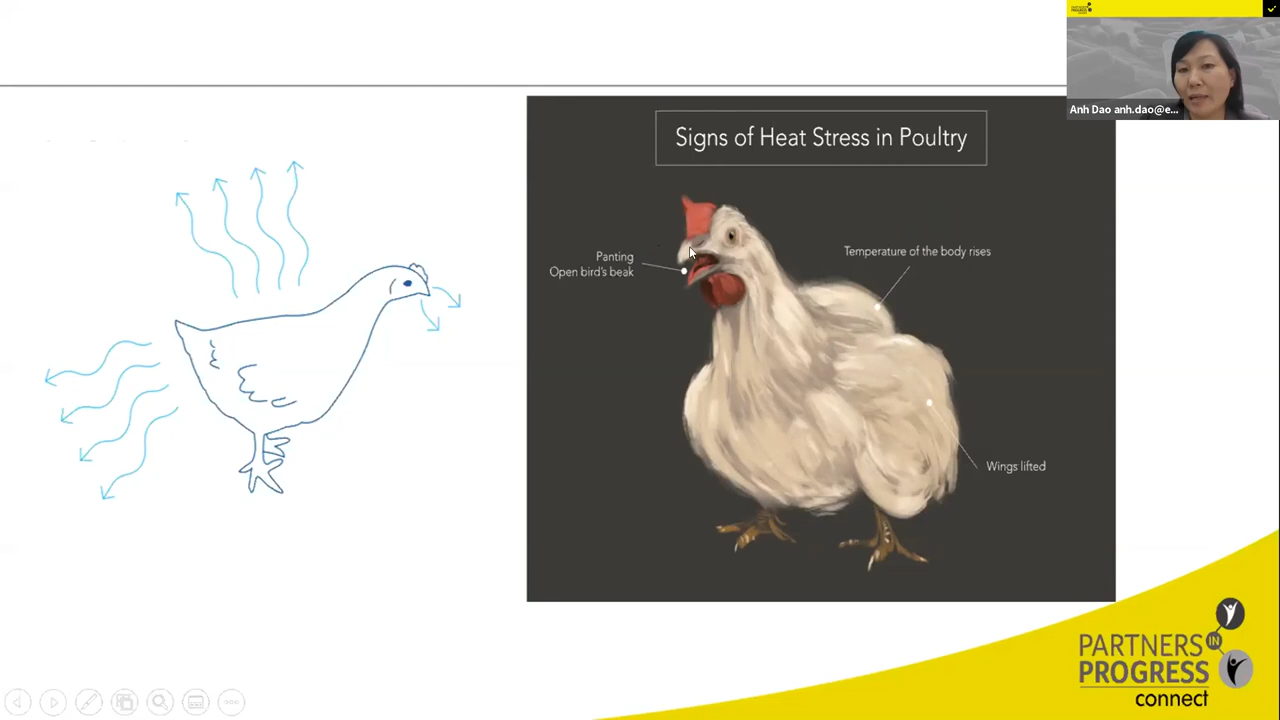 Anh Dao anh.dao@e...
Signs of Heat Stress in Poultry
Panting
Open bird's beak
Temperature of the body rises
Wings lifted
PARTNERS
IN
PROGRESS
connect